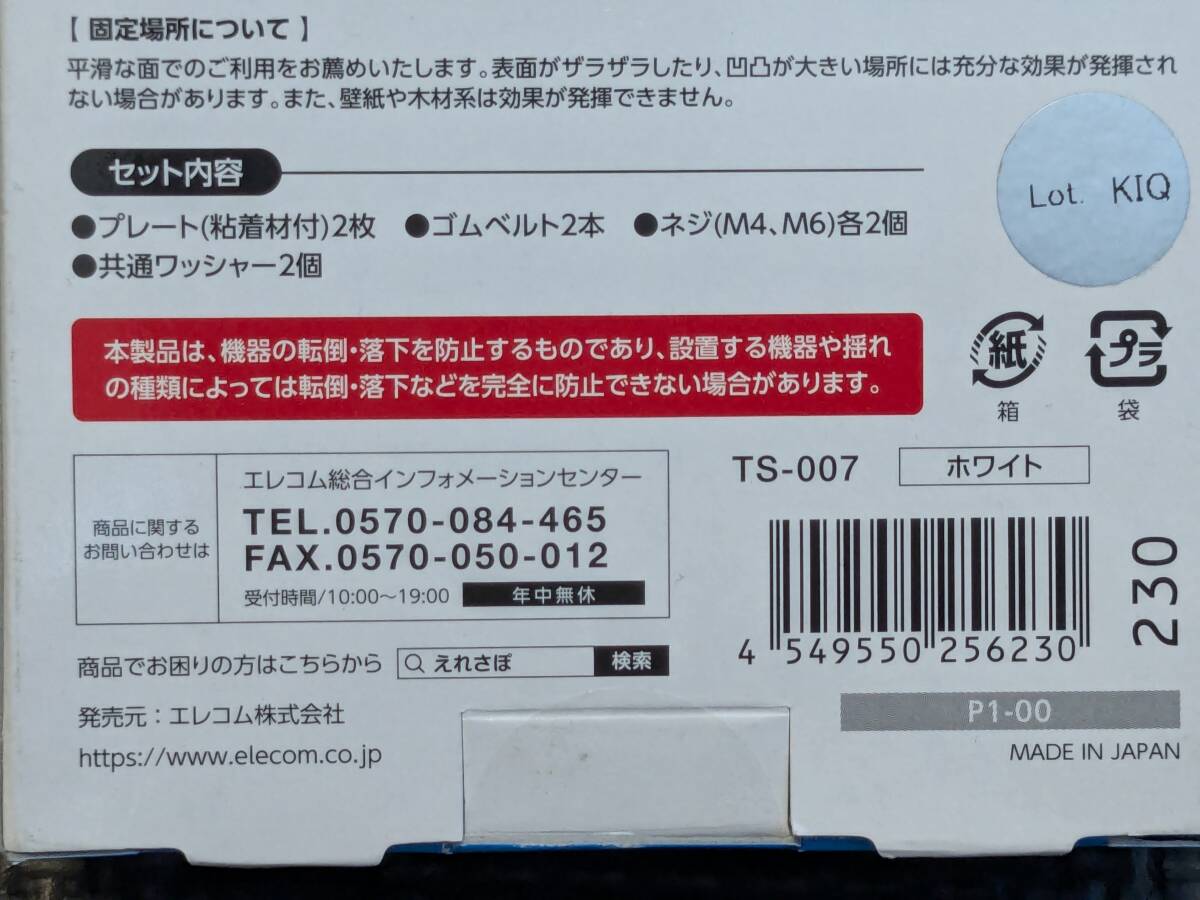 【 固定場所について 】
平滑な面でのご利用をお薦めいたします。表面がザラザラしたり、凹凸が大きい場所には充分な効果が発揮され
ない場合があります。また、壁紙や木材系は効果が発揮できません。
セット内容
Lot. KIQ
●プレート(粘着材付)2枚 ●ゴムベルト2本 ●ネジ(M4、M6)各2個
●共通ワッシャー2個
本製品は、機器の転倒・落下を防止するものであり、設置する機器や揺れ
の種類によっては転倒・落下などを完全に防止できない場合があります。
紙
箱
プラ
袋
商品に関する
お問い合わせは
エレコム総合インフォメーションセンター
TEL.0570-084-465
FAX.0570-050-012
受付時間/10:00〜19:00 年中無休
TS-007 ホワイト
4 549550 256230
230
商品でお困りの方はこちらから えれさぽ 検索
発売元：エレコム株式会社
https://www.elecom.co.jp
P1-00
MADE IN JAPAN